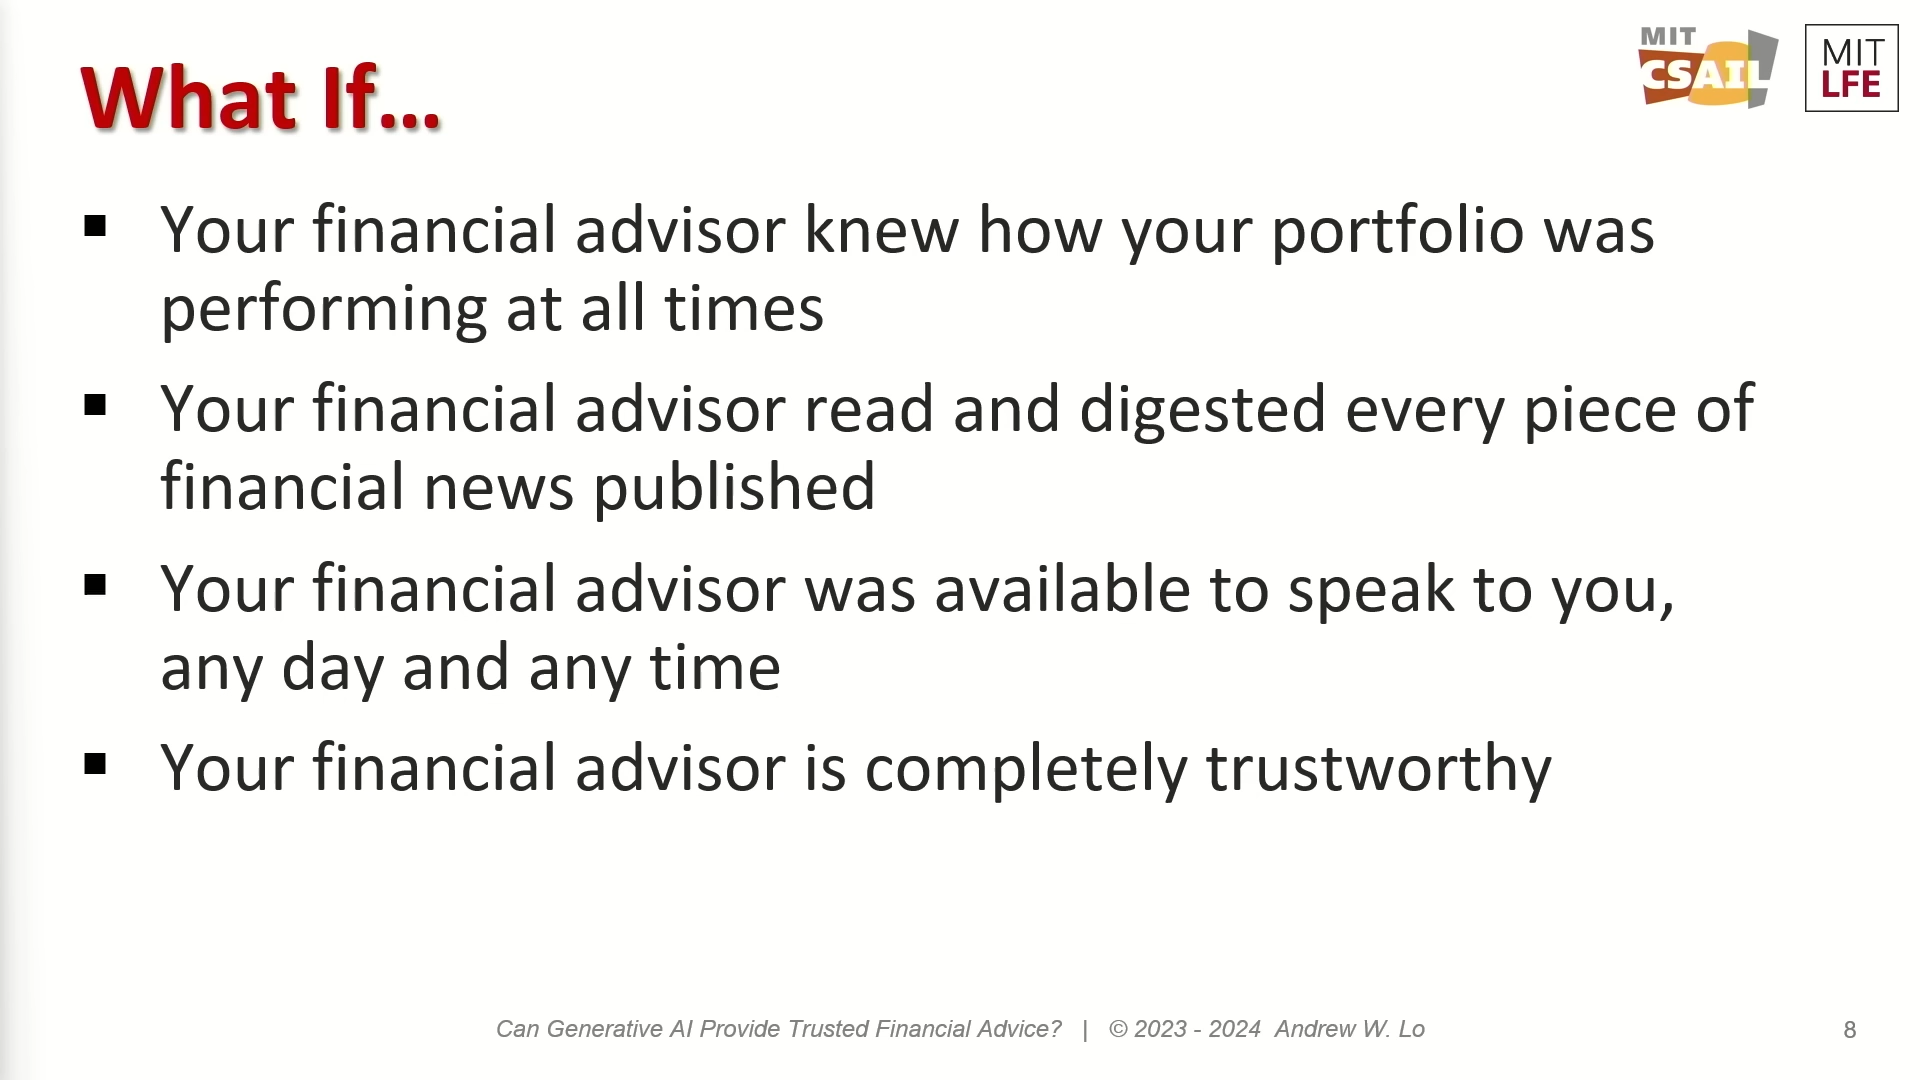 What If...
MIT
CSAIL
MIT
LFE
▪ Your financial advisor knew how your portfolio was
performing at all times
▪ Your financial advisor read and digested every piece of
financial news published
▪ Your financial advisor was available to speak to you,
any day and any time
▪ Your financial advisor is completely trustworthy
Can Generative AI Provide Trusted Financial Advice? | © 2023 - 2024 Andrew W. Lo
8